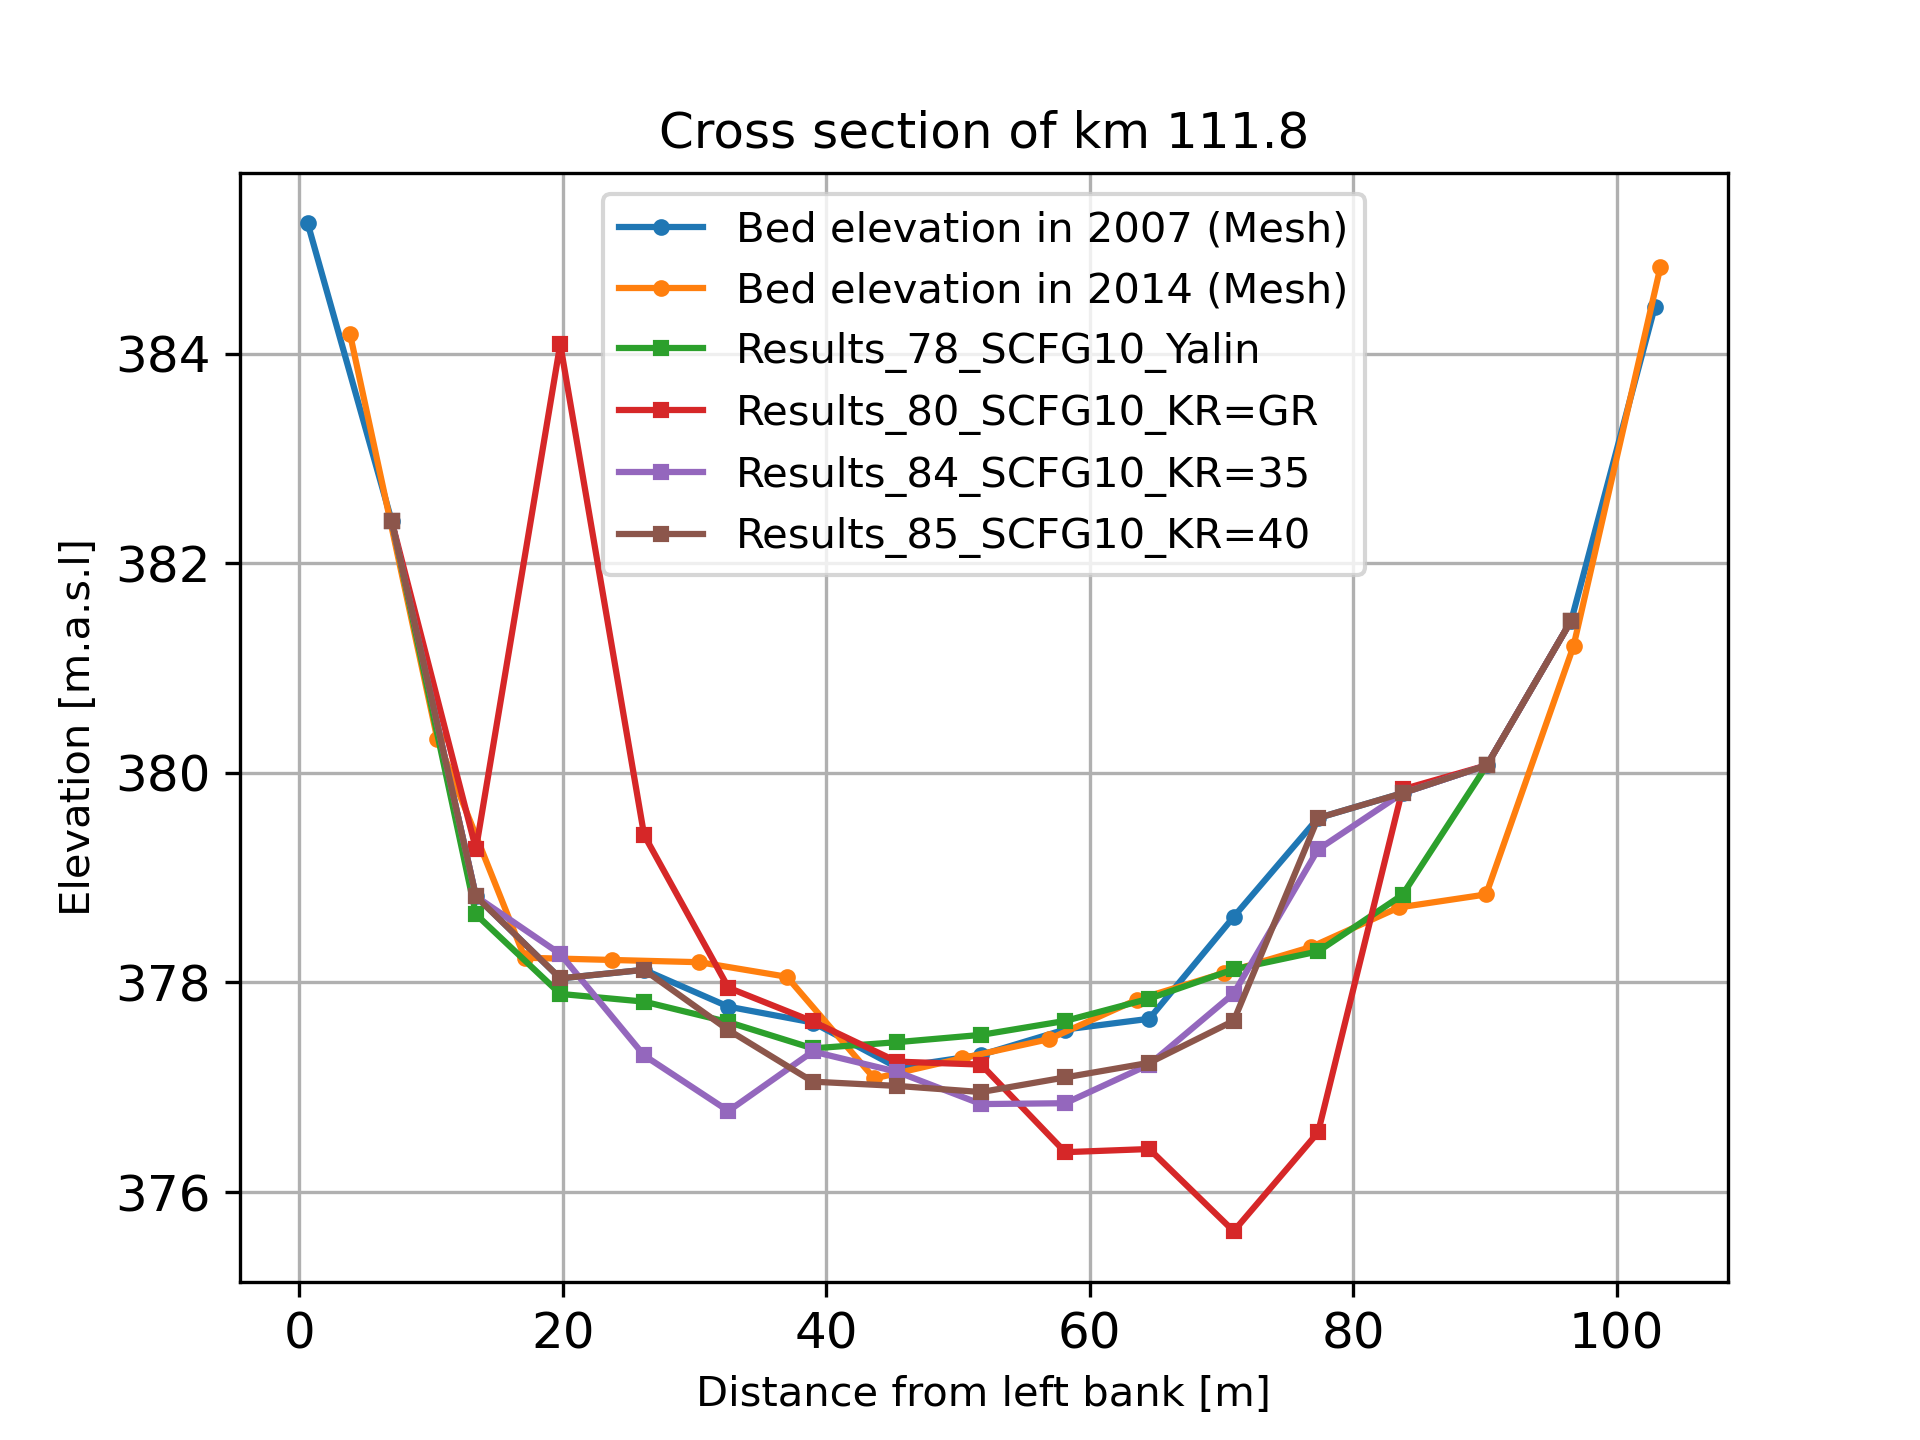 Cross section of km 111.8
Bed elevation in 2007 (Mesh)
Bed elevation in 2014 (Mesh)
Results_78_SCFG10_Yalin
Results_80_SCFG10_KR=GR
Results_84_SCFG10_KR=35
Results_85_SCFG10_KR=40
Elevation [m.a.s.l]
384
382
380
378
376
0 20 40 60 80 100
Distance from left bank [m]